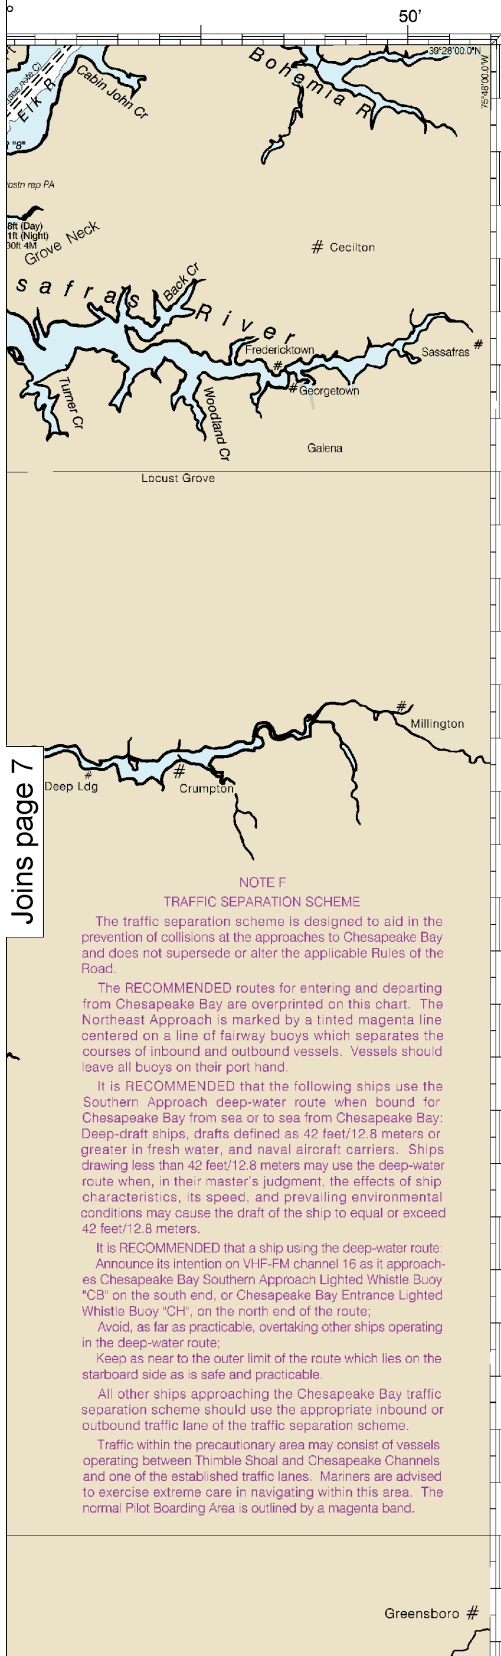 50'
39°28'00.0"N
75°48'00.0"W
Elk R
Cabin John Cr
Bohemia R
"8"
obstn rep PA
8ft (Day)
1ft (Night)
30ft 4M
Grove Neck
# Cecilton
safras River
Back Cr
Fredericktown
#
Sassafras #
# Georgetown
Turner Cr
Woodland Cr
Galena
Locust Grove
#
Millington
Joins page 7
#
Deep Ldg
#
Crumpton
NOTE F
TRAFFIC SEPARATION SCHEME
The traffic separation scheme is designed to aid in the
prevention of collisions at the approaches to Chesapeake Bay
and does not supersede or alter the applicable Rules of the
Road.
The RECOMMENDED routes for entering and departing
from Chesapeake Bay are overprinted on this chart. The
Northeast Approach is marked by a tinted magenta line
centered on a line of fairway buoys which separates the
courses of inbound and outbound vessels. Vessels should
leave all buoys on their port hand.
It is RECOMMENDED that the following ships use the
Southern Approach deep-water route when bound for
Chesapeake Bay from sea or to sea from Chesapeake Bay:
Deep-draft ships, drafts defined as 42 feet/12.8 meters or
greater in fresh water, and naval aircraft carriers. Ships
drawing less than 42 feet/12.8 meters may use the deep-water
route when, in their master's judgment, the effects of ship
characteristics, its speed, and prevailing environmental
conditions may cause the draft of the ship to equal or exceed
42 feet/12.8 meters.
It is RECOMMENDED that a ship using the deep-water route:
Announce its intention on VHF-FM channel 16 as it approach-
es Chesapeake Bay Southern Approach Lighted Whistle Buoy
"CB" on the south end, or Chesapeake Bay Entrance Lighted
Whistle Buoy "CH", on the north end of the route;
Avoid, as far as practicable, overtaking other ships operating
in the deep-water route;
Keep as near to the outer limit of the route which lies on the
starboard side as is safe and practicable.
All other ships approaching the Chesapeake Bay traffic
separation scheme should use the appropriate inbound or
outbound traffic lane of the traffic separation scheme.
Traffic within the precautionary area may consist of vessels
operating between Thimble Shoal and Chesapeake Channels
and one of the established traffic lanes. Mariners are advised
to exercise extreme care in navigating within this area. The
normal Pilot Boarding Area is outlined by a magenta band.
Greensboro #